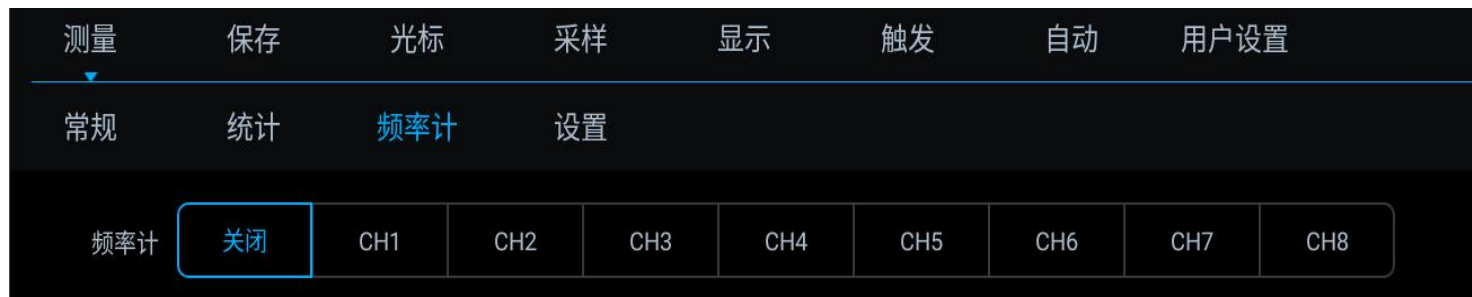 测量 保存 光标 采样 显示 触发 自动 用户设置
常规 统计 频率计 设置
频率计 关闭 CH1 CH2 CH3 CH4 CH5 CH6 CH7 CH8